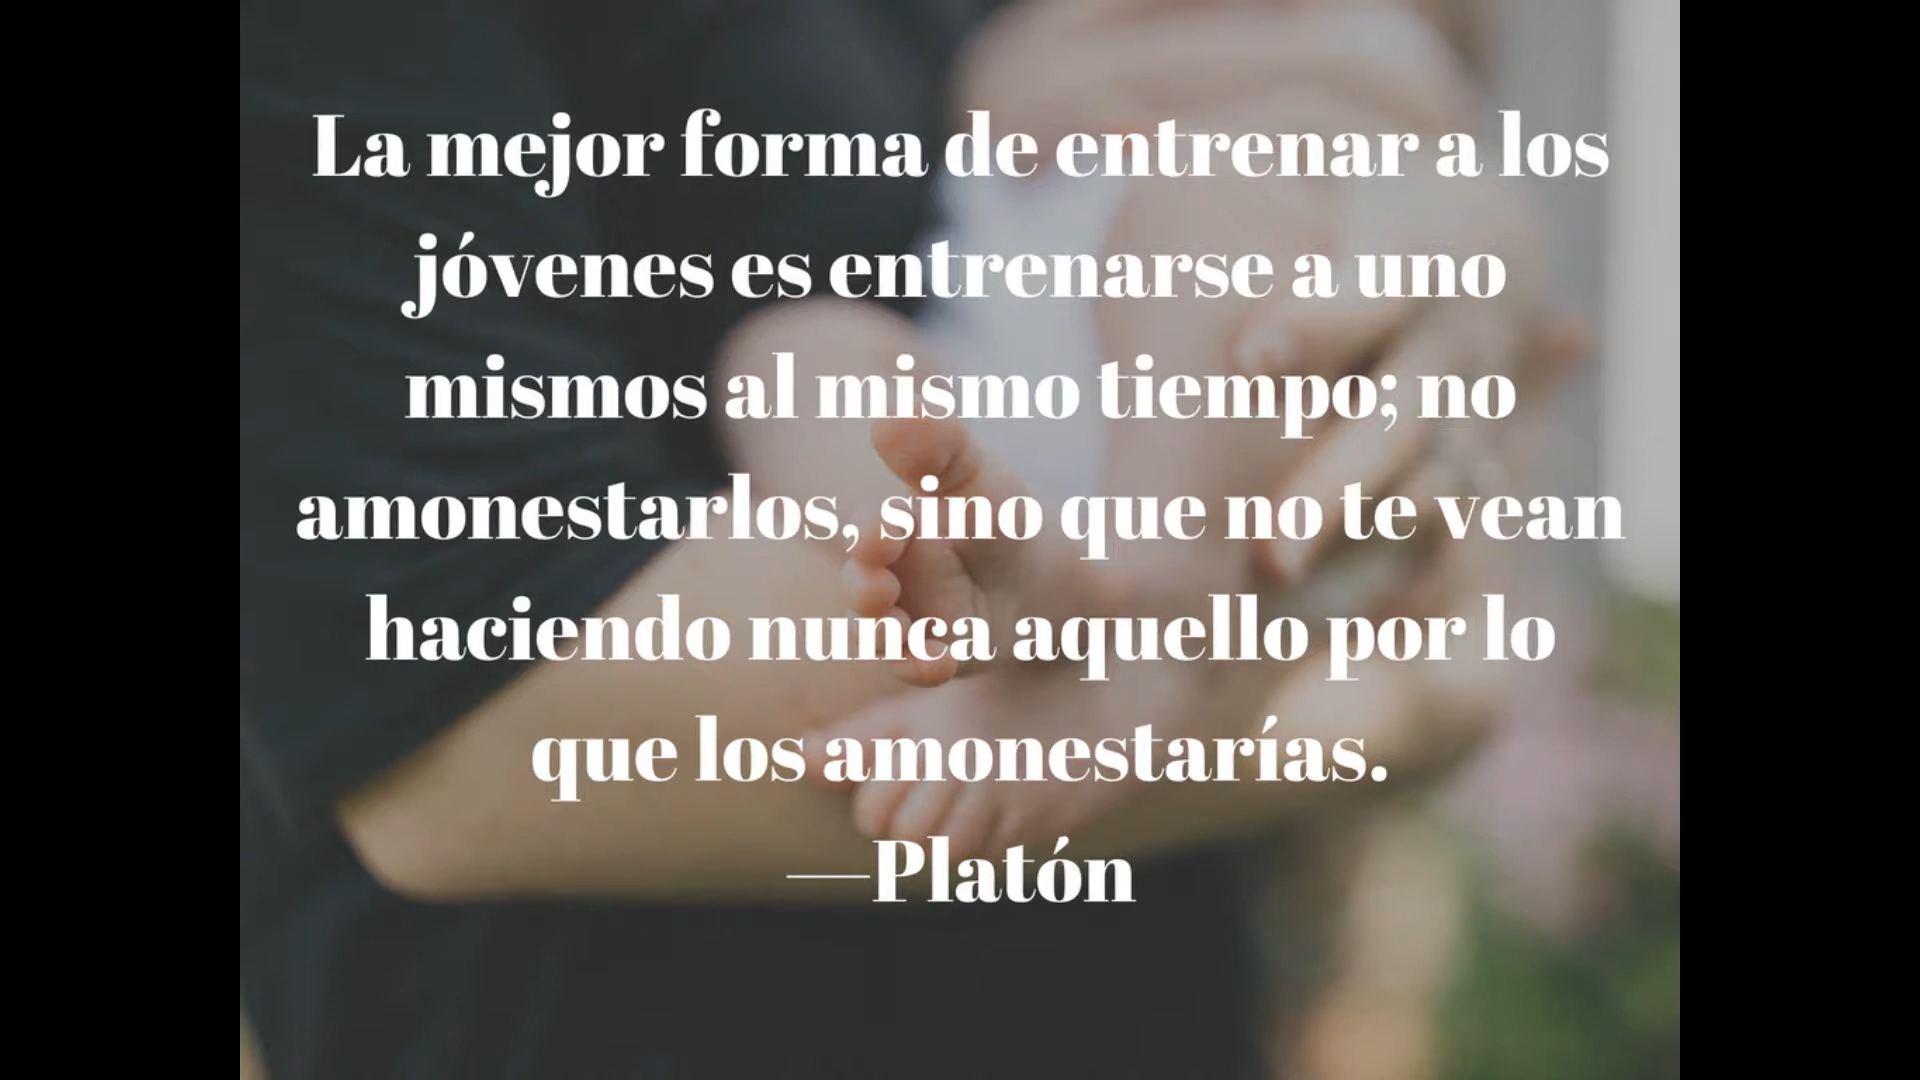 La mejor forma de entrenar a los
jóvenes es entrenarse a uno
mismos al mismo tiempo; no
amonestarlos, sino que no te vean
haciendo nunca aquello por lo
que los amonestarías.
—Platón